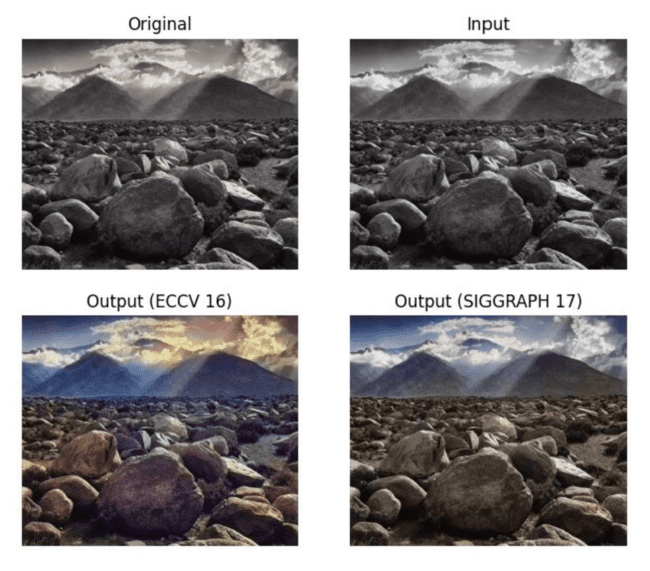 Original
Input
Output (ECCV 16)
Output (SIGGRAPH 17)